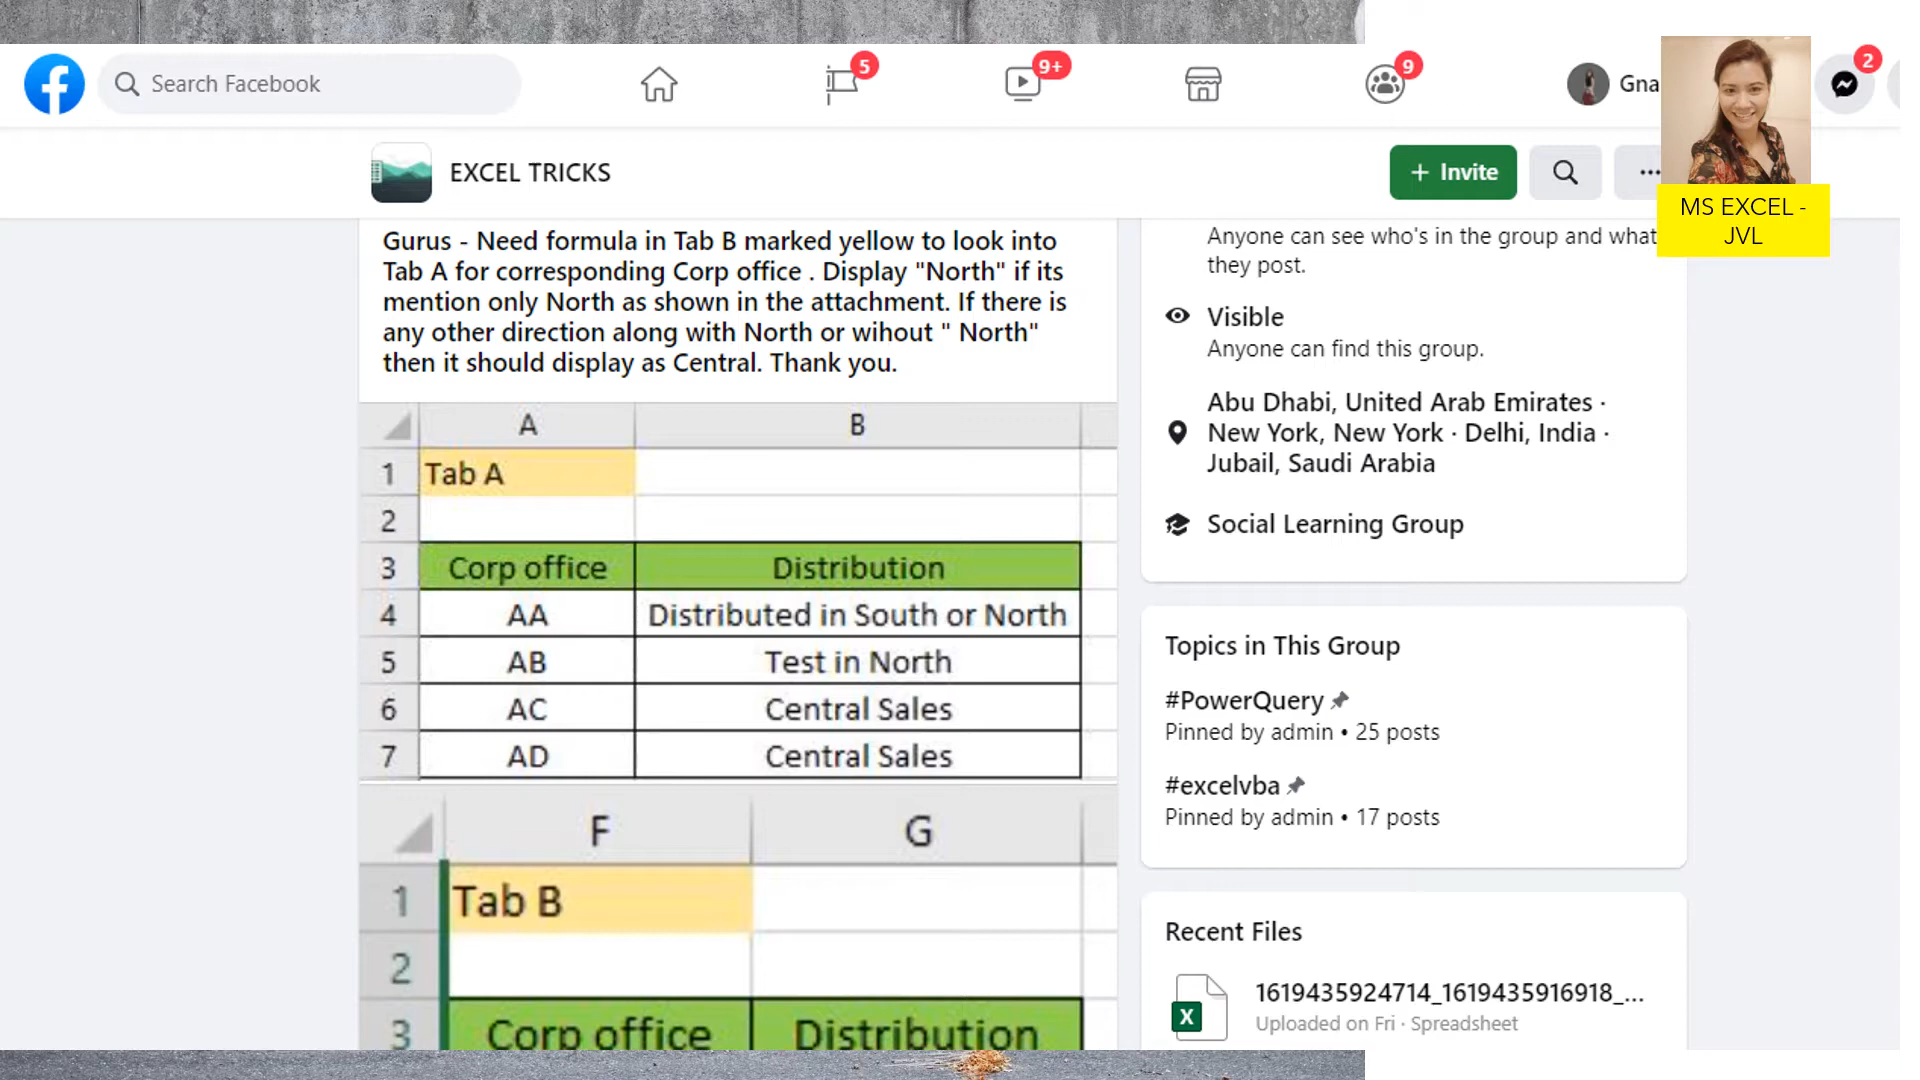 Search Facebook
5
9+
9
Gna
2
EXCEL TRICKS
+ Invite
MS EXCEL -
JVL
Gurus - Need formula in Tab B marked yellow to look into
Tab A for corresponding Corp office . Display "North" if its
mention only North as shown in the attachment. If there is
any other direction along with North or wihout " North"
then it should display as Central. Thank you.
A B
1 Tab A
2
3 Corp office Distribution
4 AA Distributed in South or North
5 AB Test in North
6 AC Central Sales
7 AD Central Sales
F G
1 Tab B
2
3 Corp office Distribution
Anyone can see who's in the group and what
they post.
Visible
Anyone can find this group.
Abu Dhabi, United Arab Emirates ·
New York, New York · Delhi, India ·
Jubail, Saudi Arabia
Social Learning Group
Topics in This Group
#PowerQuery
Pinned by admin • 25 posts
#excelvba
Pinned by admin • 17 posts
Recent Files
X
1619435924714_1619435916918_...
Uploaded on Fri · Spreadsheet